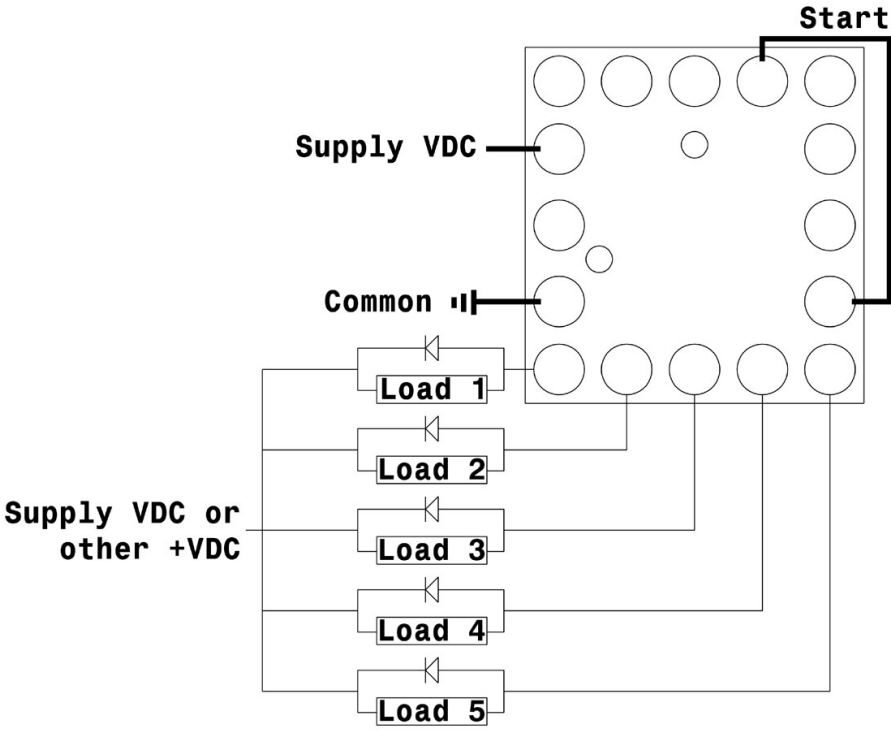 Start
Supply VDC
Common
Load 1
Load 2
Supply VDC or
other +VDC
Load 3
Load 4
Load 5